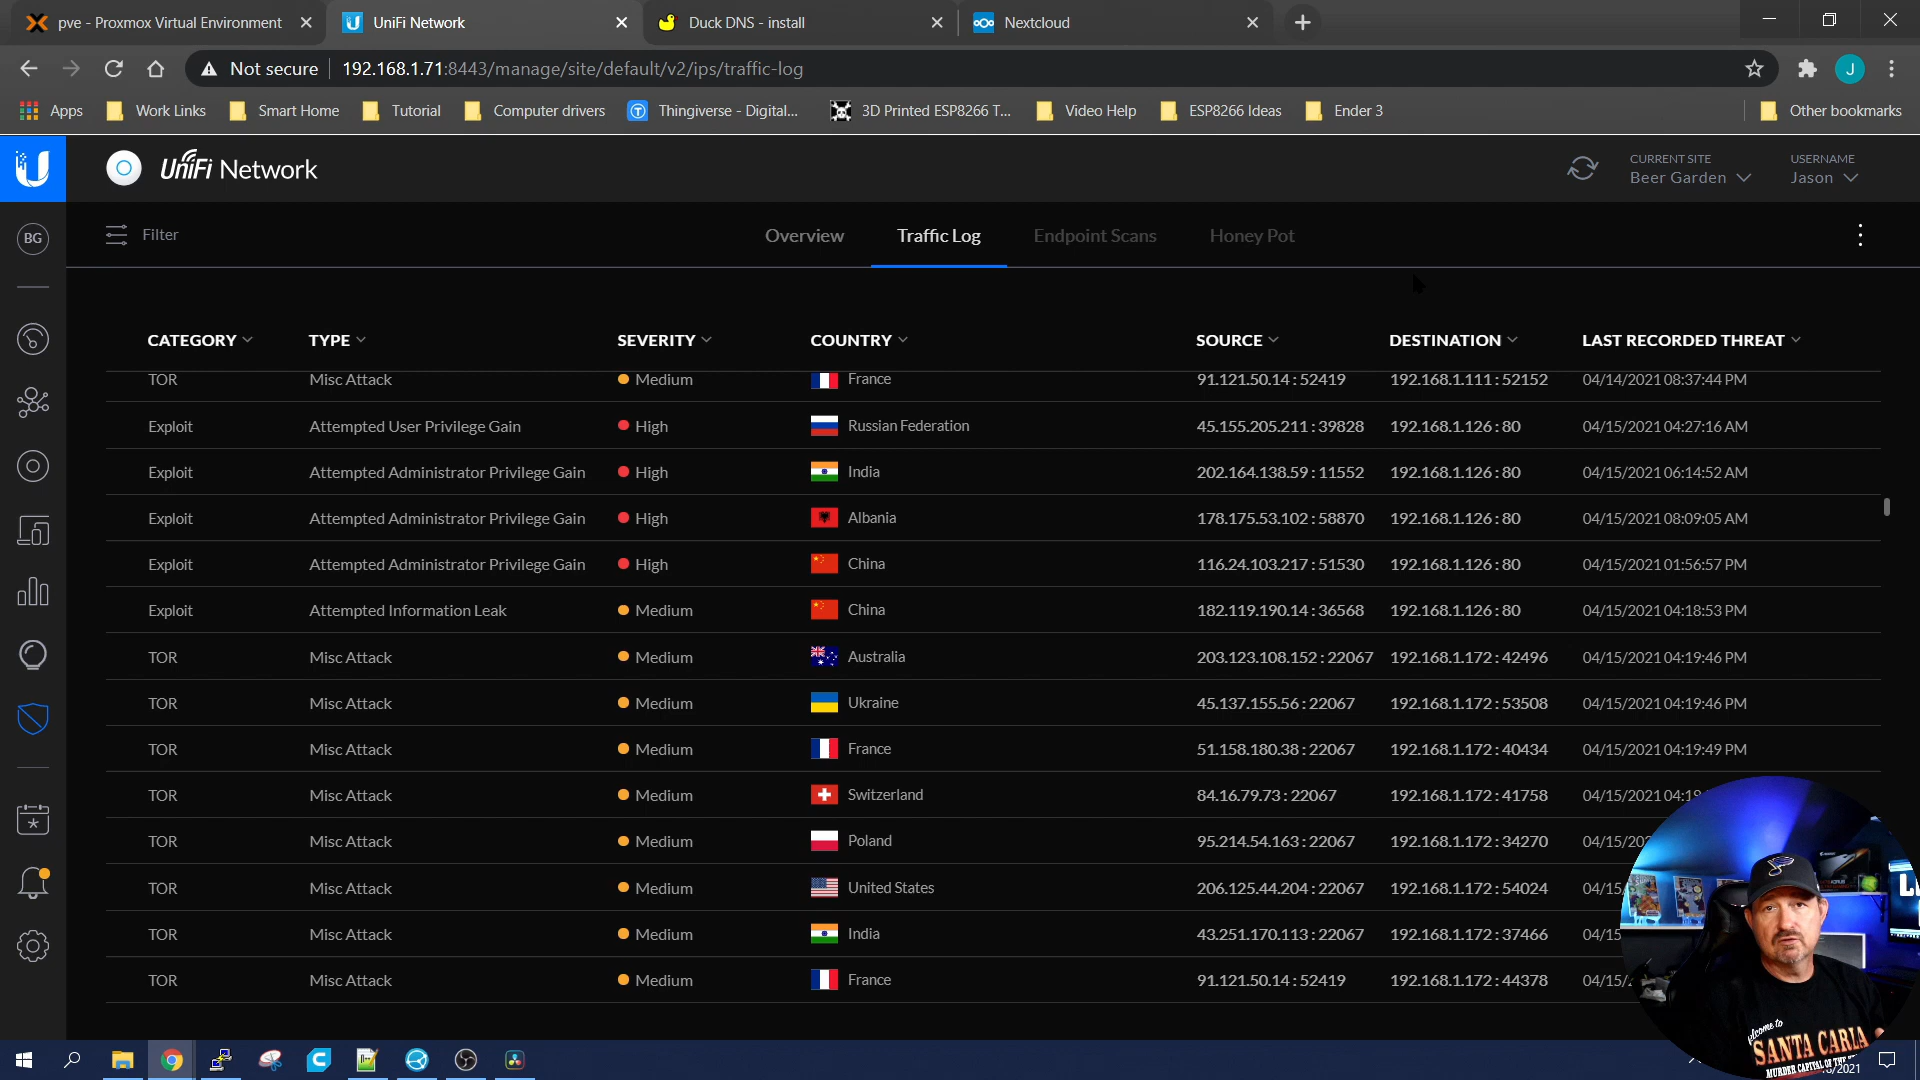 pve - Proxmox Virtual Environment
UniFi Network
Duck DNS - install
Nextcloud
Not secure
192.168.1.71:8443/manage/site/default/v2/ips/traffic-log
J
Apps
Work Links
Smart Home
Tutorial
Computer drivers
Thingiverse - Digital...
3D Printed ESP8266 T...
Video Help
ESP8266 Ideas
Ender 3
Other bookmarks
UniFi Network
CURRENT SITE
Beer Garden
USERNAME
Jason
BG
Filter
Overview
Traffic Log
Endpoint Scans
Honey Pot
CATEGORY TYPE SEVERITY COUNTRY SOURCE DESTINATION LAST RECORDED THREAT
TOR Misc Attack Medium France 91.121.50.14 : 52419 192.168.1.111 : 52152 04/14/2021 08:37:44 PM
Exploit Attempted User Privilege Gain High Russian Federation 45.155.205.211 : 39828 192.168.1.126 : 80 04/15/2021 04:27:16 AM
Exploit Attempted Administrator Privilege Gain High India 202.164.138.59 : 11552 192.168.1.126 : 80 04/15/2021 06:14:52 AM
Exploit Attempted Administrator Privilege Gain High Albania 178.175.53.102 : 58870 192.168.1.126 : 80 04/15/2021 08:09:05 AM
Exploit Attempted Administrator Privilege Gain High China 116.24.103.217 : 51530 192.168.1.126 : 80 04/15/2021 01:56:57 PM
Exploit Attempted Information Leak Medium China 182.119.190.14 : 36568 192.168.1.126 : 80 04/15/2021 04:18:53 PM
TOR Misc Attack Medium Australia 203.123.108.152 : 22067 192.168.1.172 : 42496 04/15/2021 04:19:46 PM
TOR Misc Attack Medium Ukraine 45.137.155.56 : 22067 192.168.1.172 : 53508 04/15/2021 04:19:46 PM
TOR Misc Attack Medium France 51.158.180.38 : 22067 192.168.1.172 : 40434 04/15/2021 04:19:49 PM
TOR Misc Attack Medium Switzerland 84.16.79.73 : 22067 192.168.1.172 : 41758 04/15/2021
TOR Misc Attack Medium Poland 95.214.54.163 : 22067 192.168.1.172 : 34270 04/15/
TOR Misc Attack Medium United States 206.125.44.204 : 22067 192.168.1.172 : 54024 04/15
TOR Misc Attack Medium India 43.251.170.113 : 22067 192.168.1.172 : 37466 04/15
TOR Misc Attack Medium France 91.121.50.14 : 52419 192.168.1.172 : 44378 04/15/
Welcome to
SANTA CARLA
MURDER CAPITAL OF THE
/2021